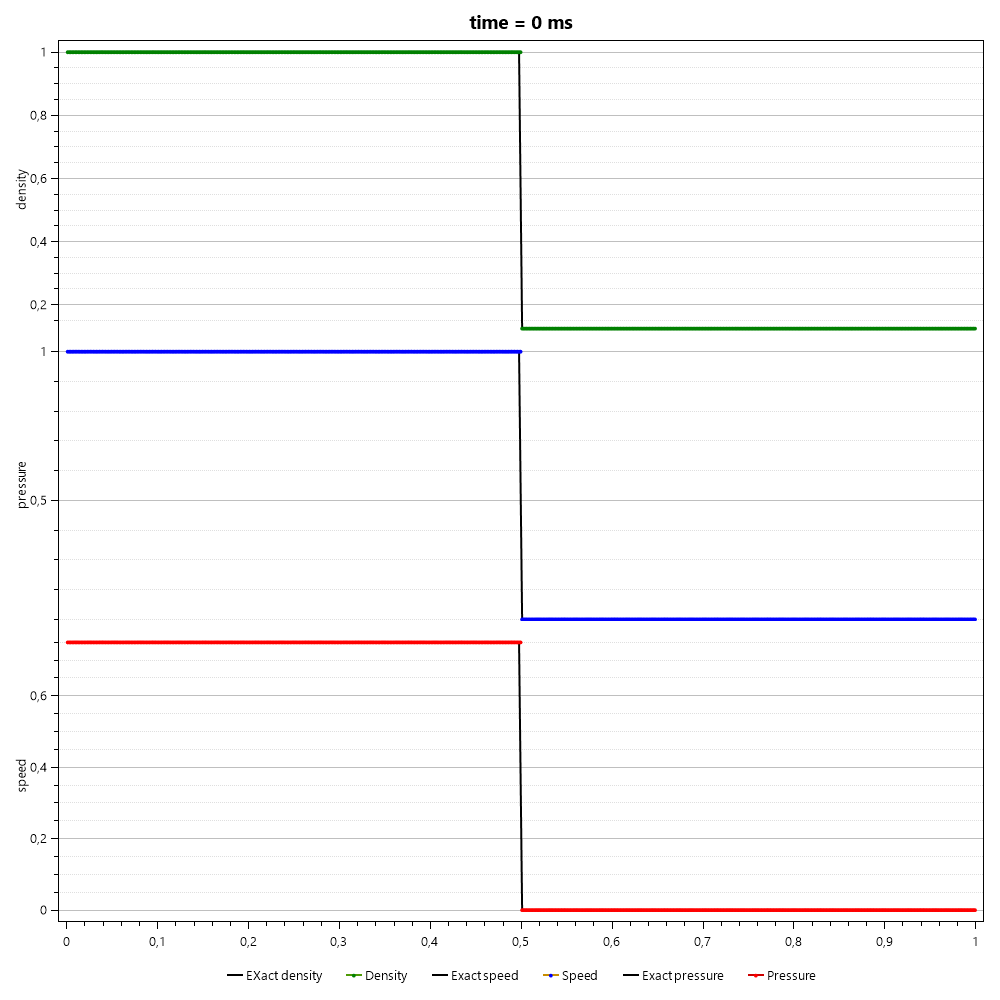 time = 0 ms
density
1
0,8
0,6
0,4
0,2
pressure
1
0,5
speed
0,6
0,4
0,2
0
0 0,1 0,2 0,3 0,4 0,5 0,6 0,7 0,8 0,9 1
EXact density Density Exact speed Speed Exact pressure Pressure